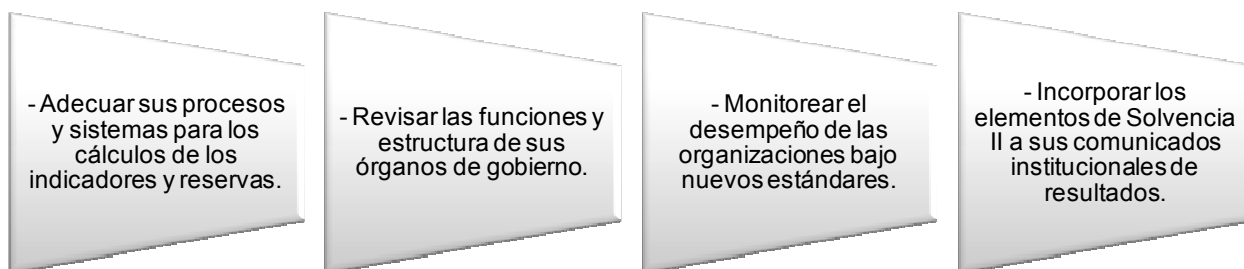 - Adecuar sus procesos
y sistemas para los
cálculos de los
indicadores y reservas.
- Revisar las funciones y
estructura de sus
órganos de gobierno.
- Monitorear el
desempeño de las
organizaciones bajo
nuevos estándares.
- Incorporar los
elementos de Solvencia
II a sus comunicados
institucionales de
resultados.